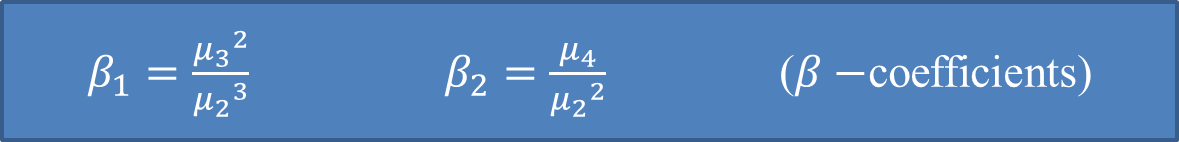 β₁ = μ₃²/μ₂³ β₂ = μ₄/μ₂² (β −coefficients)